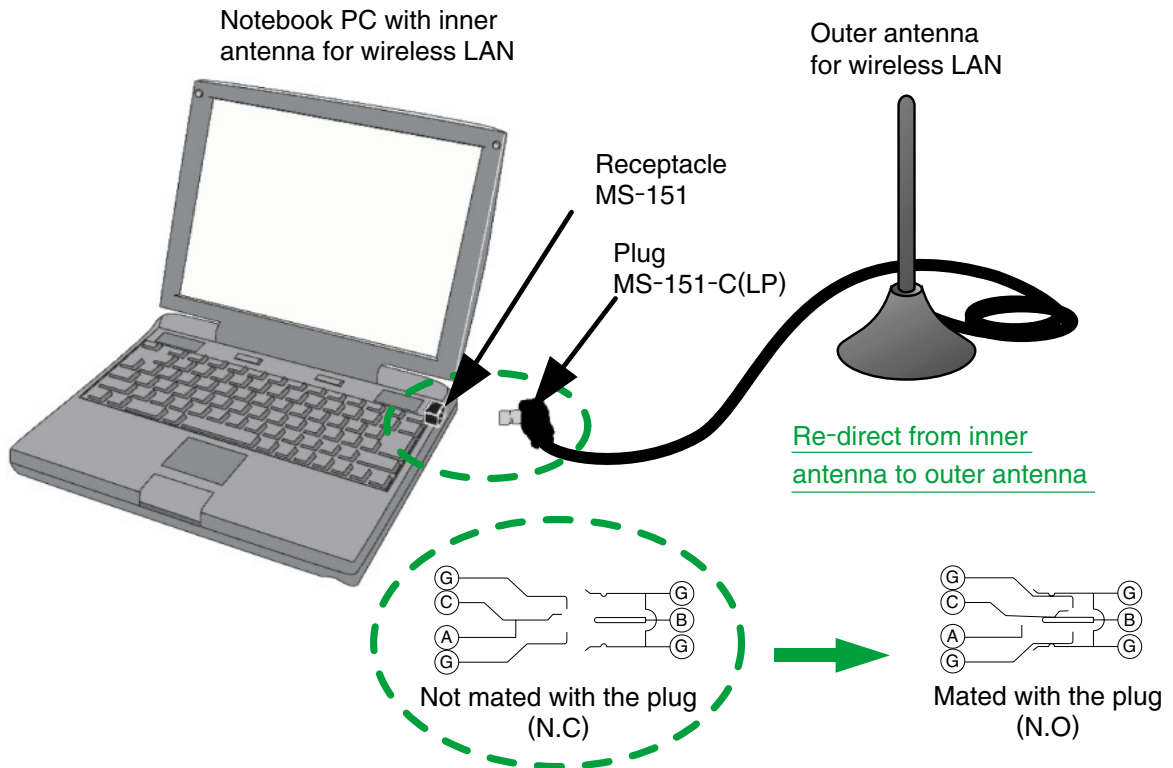 Notebook PC with inner
antenna for wireless LAN
Outer antenna
for wireless LAN
Receptacle
MS-151
Plug
MS-151-C(LP)
Re-direct from inner
antenna to outer antenna
G
C
A
G
G
B
G
Not mated with the plug
(N.C)
G
C
A
G
G
B
G
Mated with the plug
(N.O)